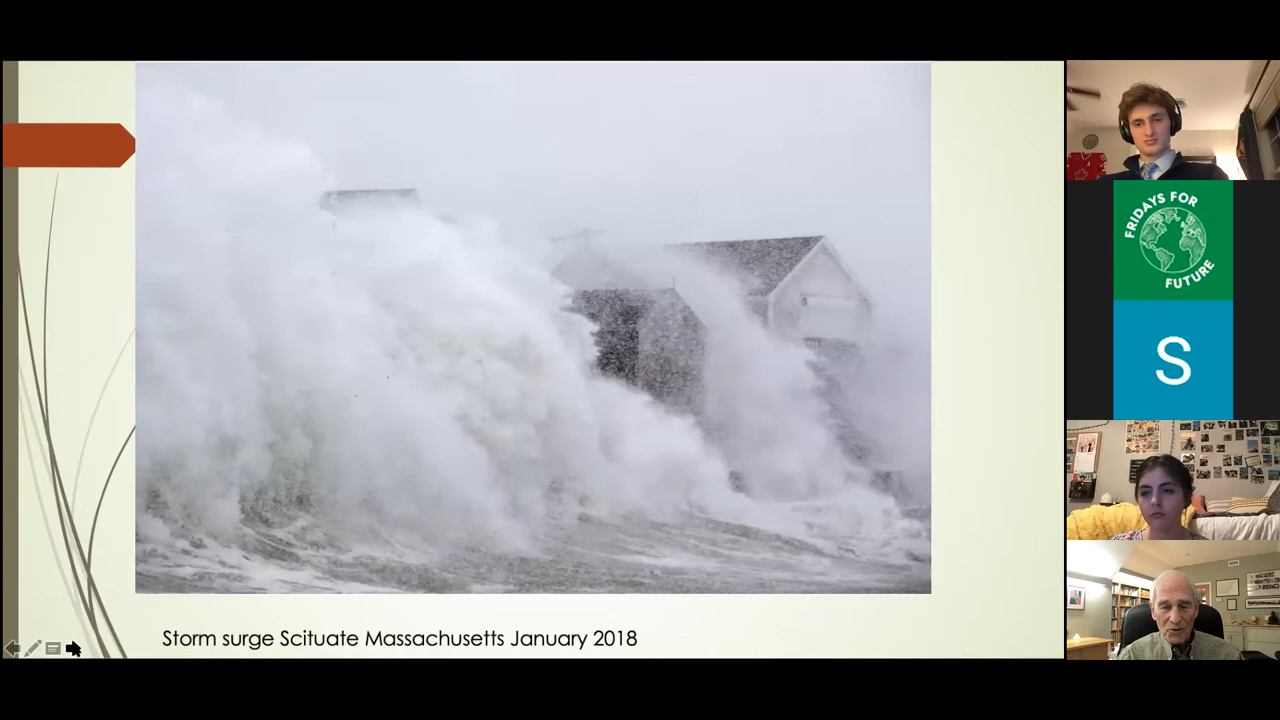 Storm surge Scituate Massachusetts January 2018
FRIDAYS FOR
FUTURE
S